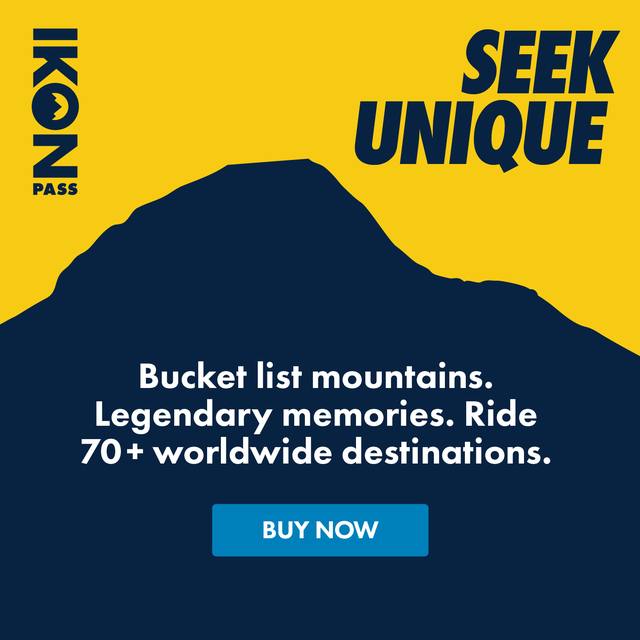 IKON
PASS
SEEK
UNIQUE
Bucket list mountains.
Legendary memories. Ride
70+ worldwide destinations.
BUY NOW